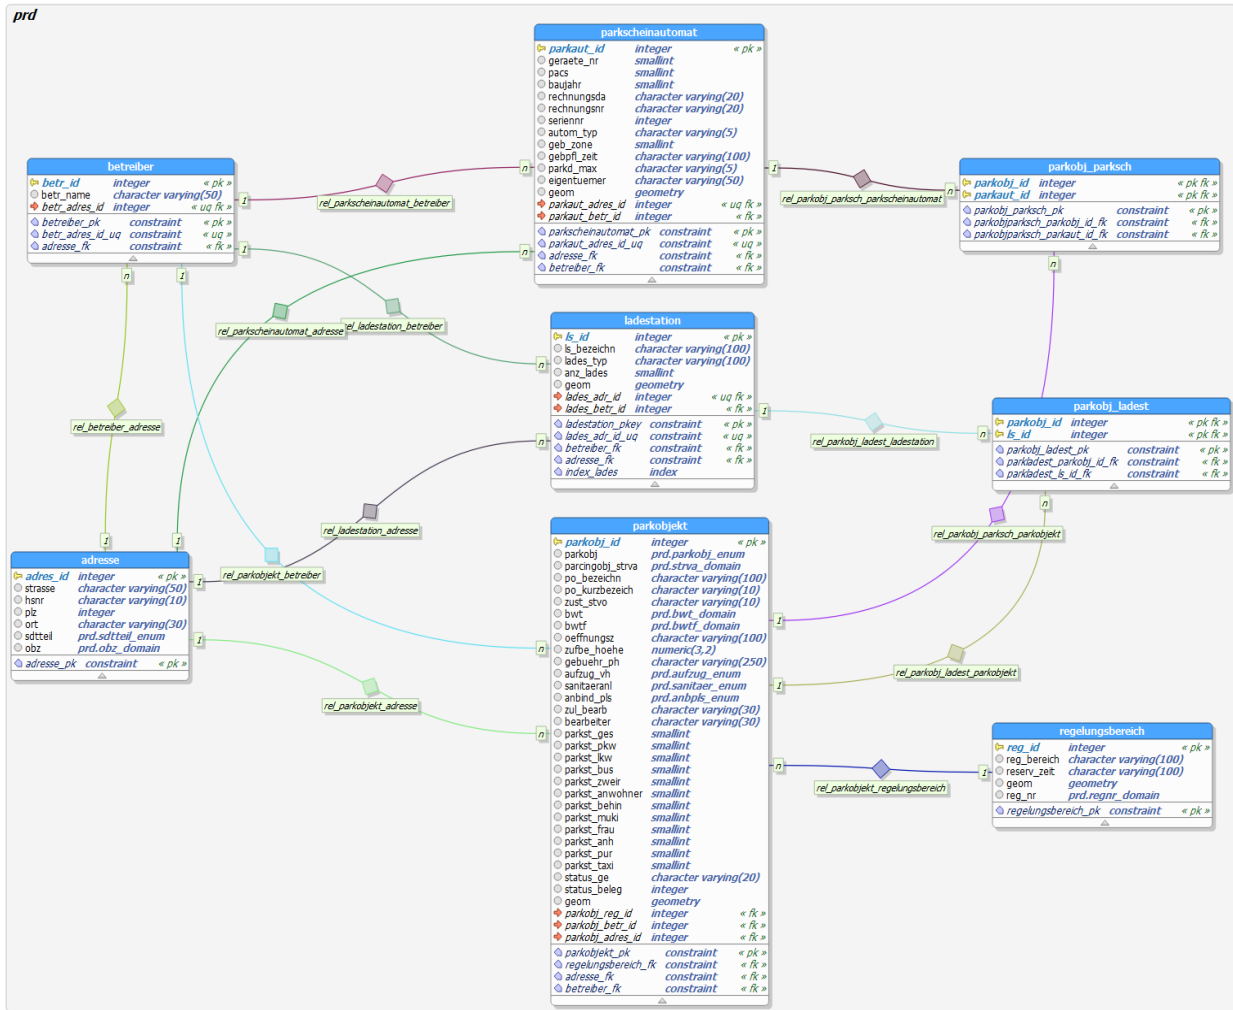 prd
parkscheinautomat
parkaut_id integer « pk »
geraete_nr smallint
pacs smallint
baujahr smallint
rechnungsda character varying(20)
rechnungsnr character varying(20)
seriennr integer
autom_typ character varying(5)
geb_zone smallint
gebpfl_zeit character varying(100)
parkd_max character varying(5)
eigentuemer character varying(50)
geom geometry
parkaut_adres_id integer « uq fk »
parkaut_betr_id integer « fk »
parkscheinautomat_pk constraint « pk »
parkaut_adres_id_uq constraint « uq »
adresse_fk constraint « fk »
betreiber_fk constraint « fk »
betreiber
betr_id integer « pk »
betr_name character varying(50)
betr_adres_id integer « uq fk »
betreiber_pk constraint « pk »
betr_adres_id_uq constraint « uq »
adresse_fk constraint « fk »
parkobj_parksch
parkobj_id integer « pk fk »
parkaut_id integer « pk fk »
parkobj_parksch_pk constraint « pk »
parkobjparksch_parkobj_id_fk constraint « fk »
parkobjparksch_parkaut_id_fk constraint « fk »
1
n
rel_parkscheinautomat_betreiber
1
n
rel_parkobj_parksch_parkscheinautomat
1
n
rel_parkscheinautomat_adresse
1
n
rel_ladestation_betreiber
n
1
rel_betreiber_adresse
ladestation
ls_id integer « pk »
ls_bezeichn character varying(100)
lades_typ character varying(100)
anz_lades smallint
geom geometry
lades_adr_id integer « uq fk »
lades_betr_id integer « fk »
ladestation_pkey constraint « pk »
lades_adr_id_uq constraint « uq »
betreiber_fk constraint « fk »
adresse_fk constraint « fk »
index_lades index
parkobj_ladest
parkobj_id integer « pk fk »
ls_id integer « pk fk »
parkobj_ladest_pk constraint « pk »
parkladest_parkobj_id_fk constraint « fk »
parkladest_ls_id_fk constraint « fk »
1
n
rel_parkobj_ladest_ladestation
1
n
rel_ladestation_adresse
n
1
rel_parkobj_parksch_parkobjekt
1
n
rel_parkobjekt_betreiber
adresse
adres_id integer « pk »
strasse character varying(50)
hsnr character varying(10)
plz integer
ort character varying(30)
sdtteil prd.sdtteil_enum
obz prd.obz_domain
adresse_pk constraint « pk »
parkobjekt
parkobj_id integer « pk »
parkobj prd.parkobj_enum
parcingobj_strva prd.strva_domain
po_bezeichn character varying(100)
po_kurzbezeich character varying(10)
zust_stvo character varying(10)
bwt prd.bwt_domain
bwtf prd.bwtf_domain
oeffnungsz character varying(100)
zufbe_hoehe numeric(3,2)
gebuehr_ph character varying(250)
aufzug_vh prd.aufzug_enum
sanitaeranl prd.sanitaer_enum
anbind_pls prd.anbpls_enum
zul_bearb character varying(30)
bearbeiter character varying(30)
parkst_ges smallint
parkst_pkw smallint
parkst_lkw smallint
parkst_bus smallint
parkst_zweir smallint
parkst_anwohner smallint
parkst_behin smallint
parkst_muki smallint
parkst_frau smallint
parkst_anh smallint
parkst_pur smallint
parkst_taxi smallint
status_ge character varying(20)
status_beleg integer
geom geometry
parkobj_reg_id integer « fk »
parkobj_betr_id integer « fk »
parkobj_adres_id integer « fk »
parkobjekt_pk constraint « pk »
regelungsbereich_fk constraint « fk »
adresse_fk constraint « fk »
betreiber_fk constraint « fk »
n
1
rel_parkobj_ladest_parkobjekt
1
n
rel_parkobjekt_adresse
n
1
rel_parkobjekt_regelungsbereich
regelungsbereich
reg_id integer « pk »
reg_bereich character varying(100)
reserv_zeit character varying(100)
geom geometry
reg_nr prd.regnr_domain
regelungsbereich_pk constraint « pk »